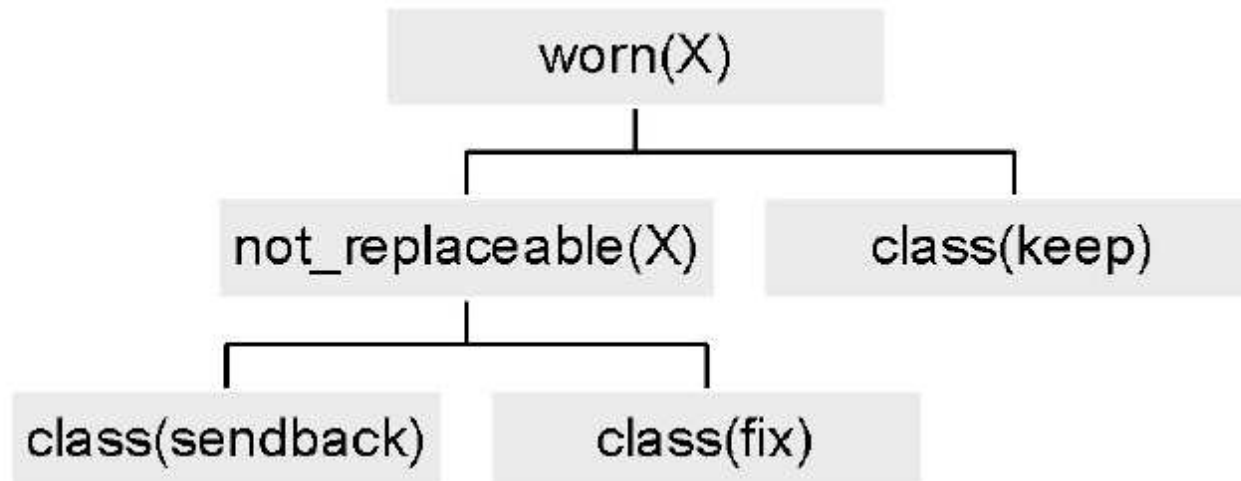 worn(X)
not_replaceable(X)
class(keep)
class(sendback)
class(fix)